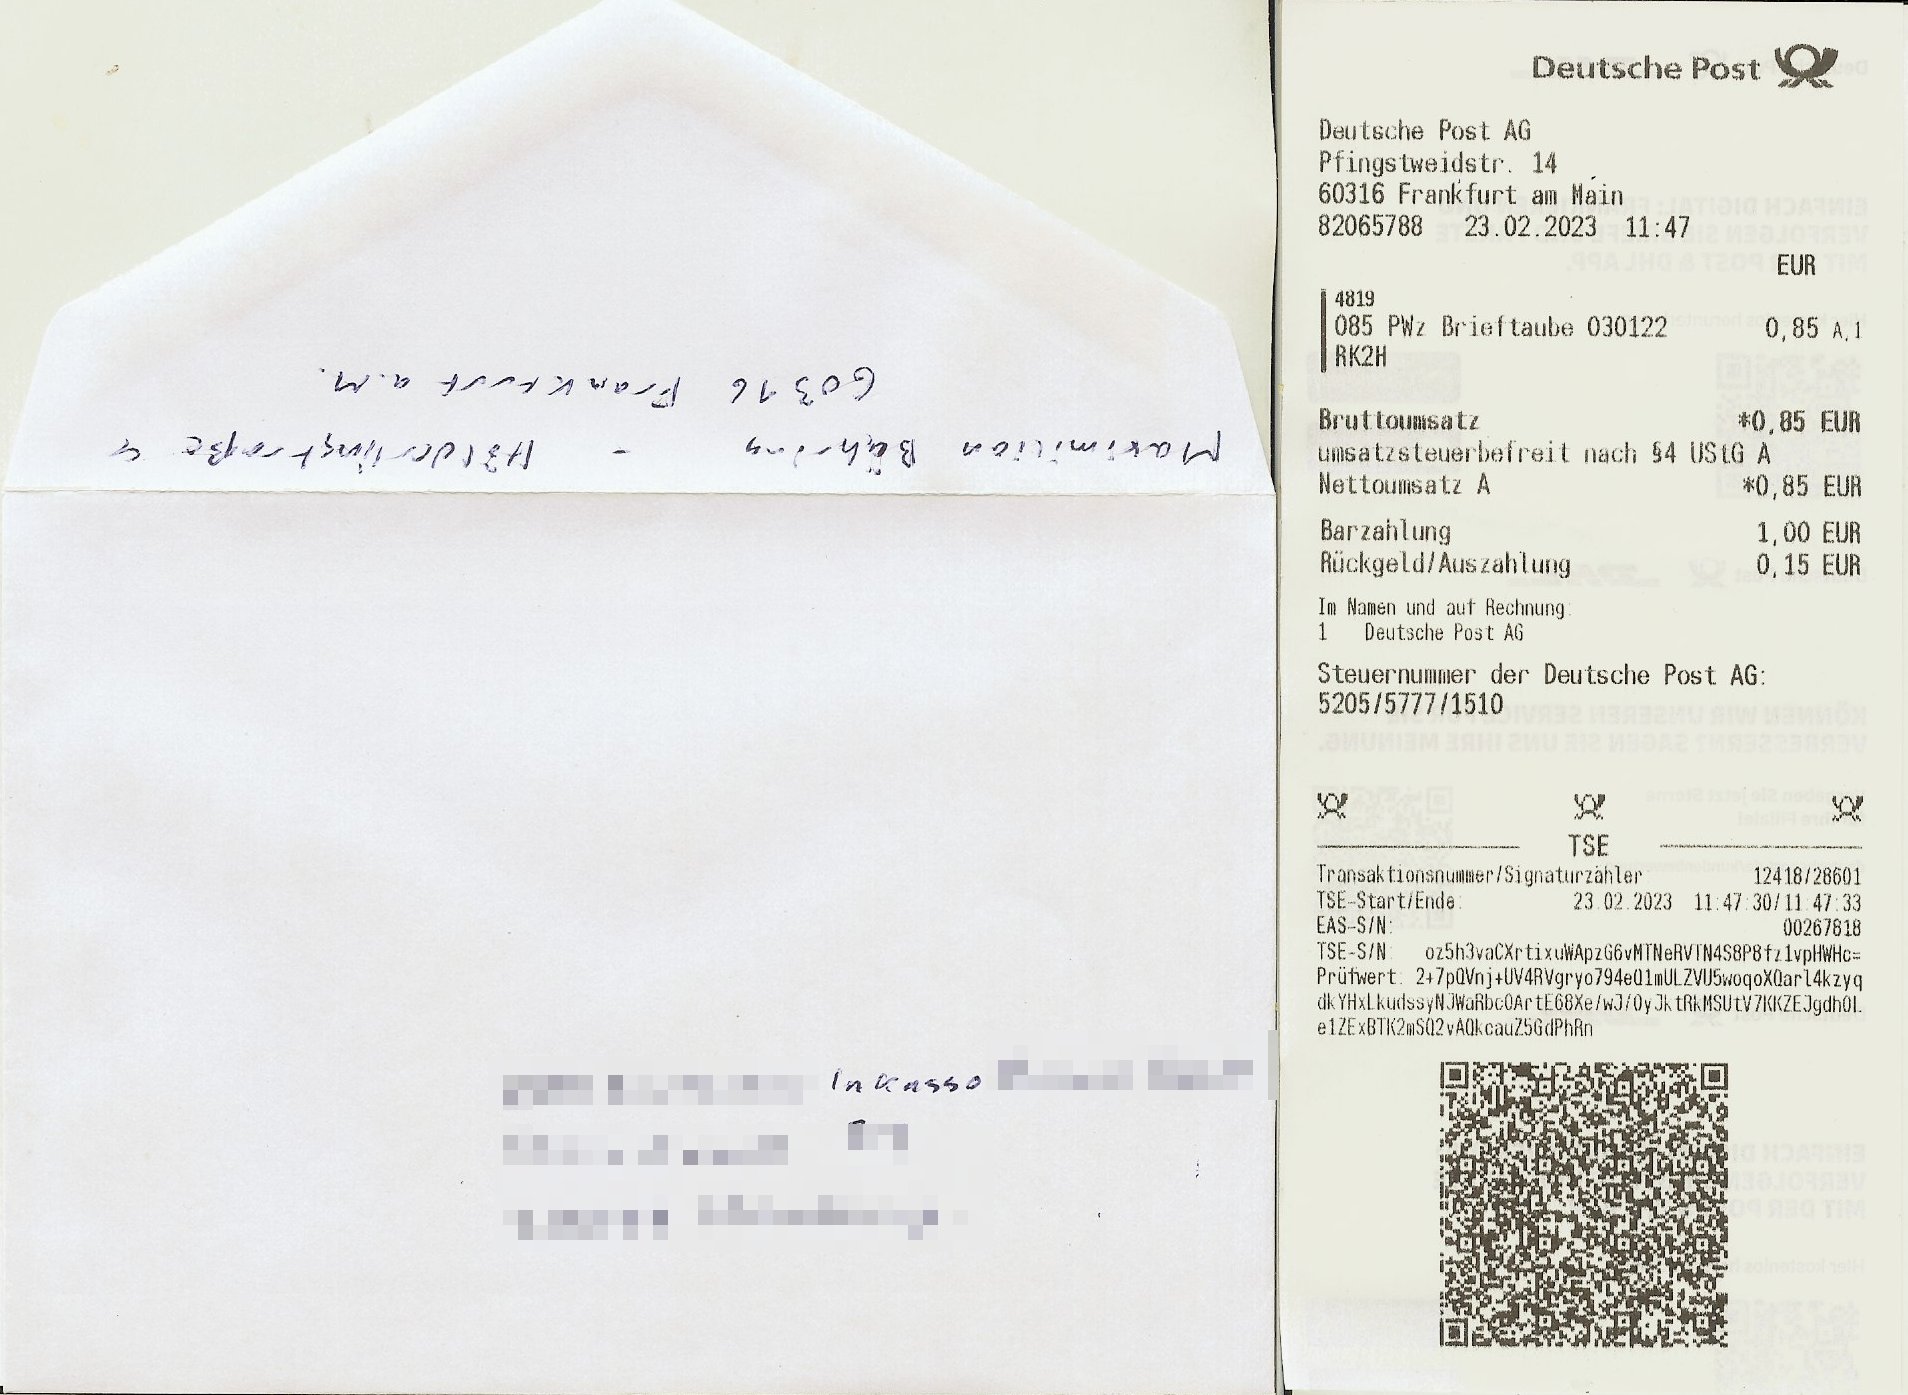 Maximilian Bähring - Hölderlinstraße 4
60316 Frankfurt a.M.
Inkasso
Deutsche Post
Deutsche Post AG
Pfingstweidstr. 14
60316 Frankfurt am Main
82065788 23.02.2023 11:47
EUR
4819
085 PWz Brieftaube 030122 0,85 A,1
RK2H
Bruttoumsatz *0,85 EUR
umsatzsteuerbefreit nach §4 UStG A
Nettoumsatz A *0,85 EUR
Barzahlung 1,00 EUR
Rückgeld/Auszahlung 0,15 EUR
Im Namen und auf Rechnung:
1 Deutsche Post AG
Steuernummer der Deutsche Post AG:
5205/5777/1510
TSE
Transaktionsnummer/Signaturzähler 12418/28601
TSE-Start/Ende: 23.02.2023 11:47:30/11:47:33
EAS-S/N: 00267818
TSE-S/N: oz5h3vaCXrtixuWApzG6vMTNeRVTN4S8P8fz1vpHWHc=
Prüfwert: 2+7pQVnj+UV4RVgryo794eQ1mULZVU5woqoXQarl4kzyq
dkYHxLkudssyNJWaRbcOArtE68Xe/wJ/OyJktRkMSUtV7KKZEJgdhOL
e1ZExBTK2mSQ2vAQkcauZ5GdPhRn